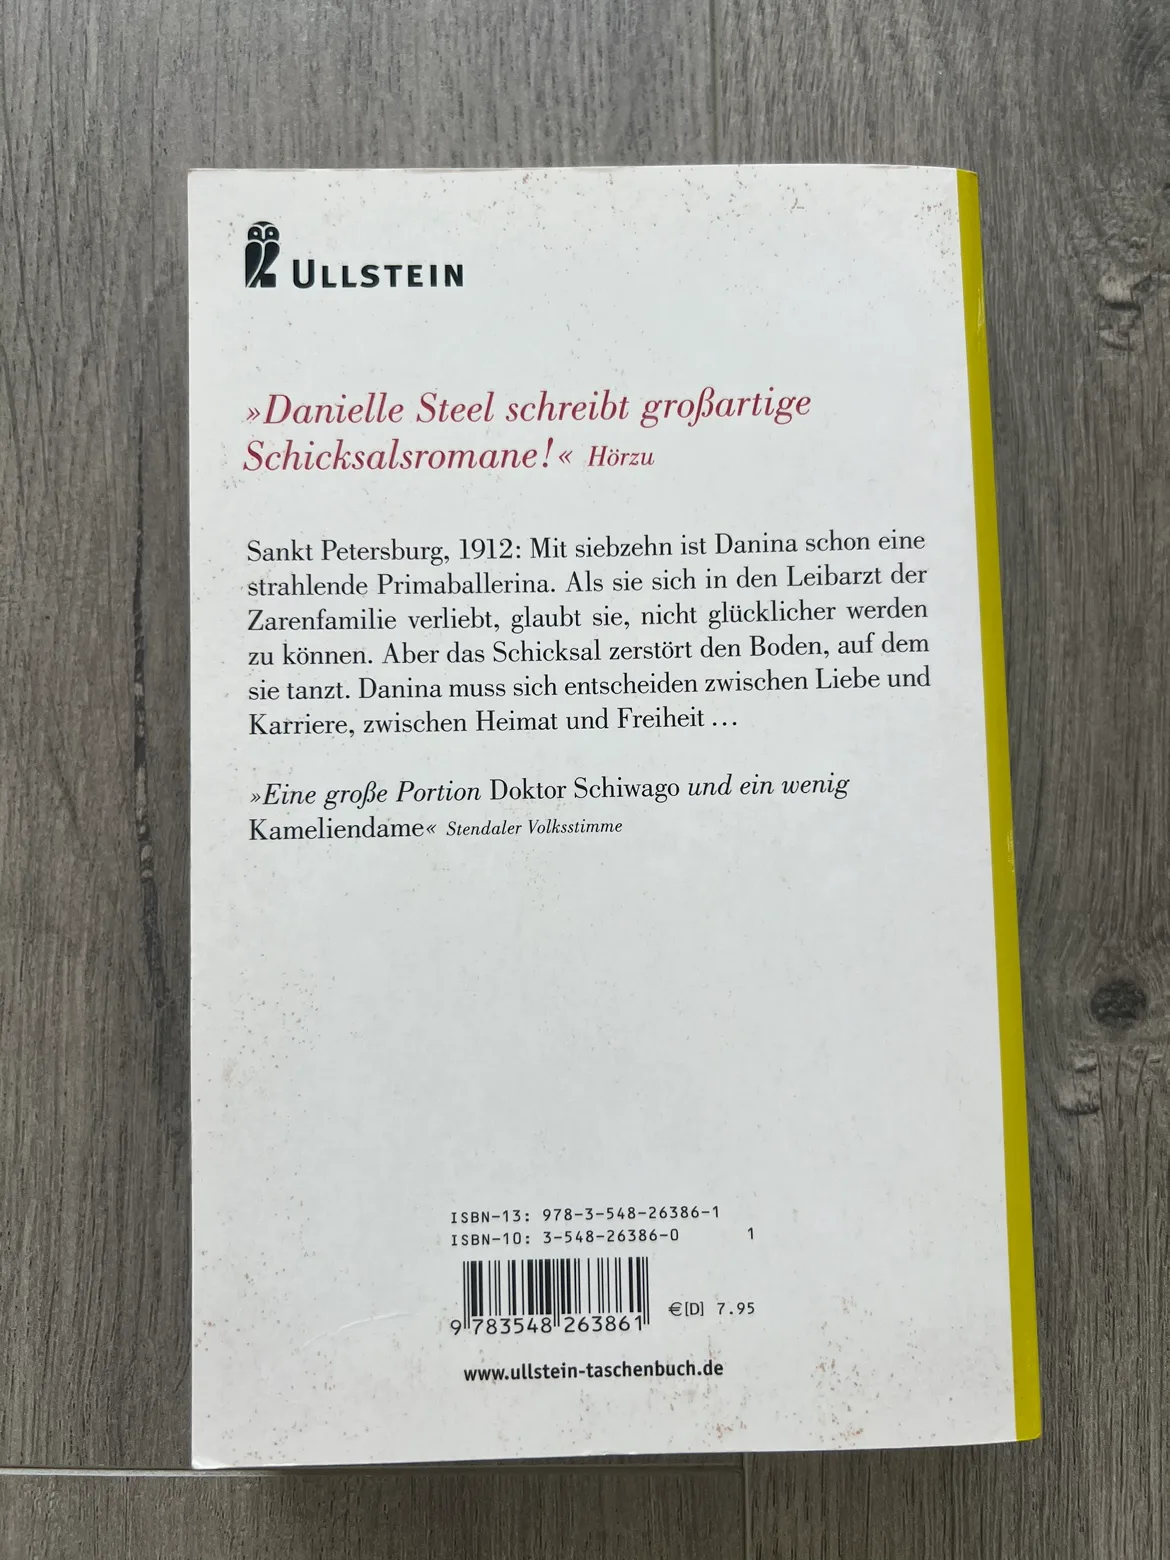 ULLSTEIN
»Danielle Steel schreibt großartige
Schicksalsromane!« Hörzu
Sankt Petersburg, 1912: Mit siebzehn ist Danina schon eine
strahlende Primaballerina. Als sie sich in den Leibarzt der
Zarenfamilie verliebt, glaubt sie, nicht glücklicher werden
zu können. Aber das Schicksal zerstört den Boden, auf dem
sie tanzt. Danina muss sich entscheiden zwischen Liebe und
Karriere, zwischen Heimat und Freiheit …
»Eine große Portion Doktor Schiwago und ein wenig
Kameliendame« Stendaler Volksstimme
ISBN-13: 978-3-548-26386-1
ISBN-10: 3-548-26386-0 1
€[D] 7.95
9 783548 263861
www.ullstein-taschenbuch.de